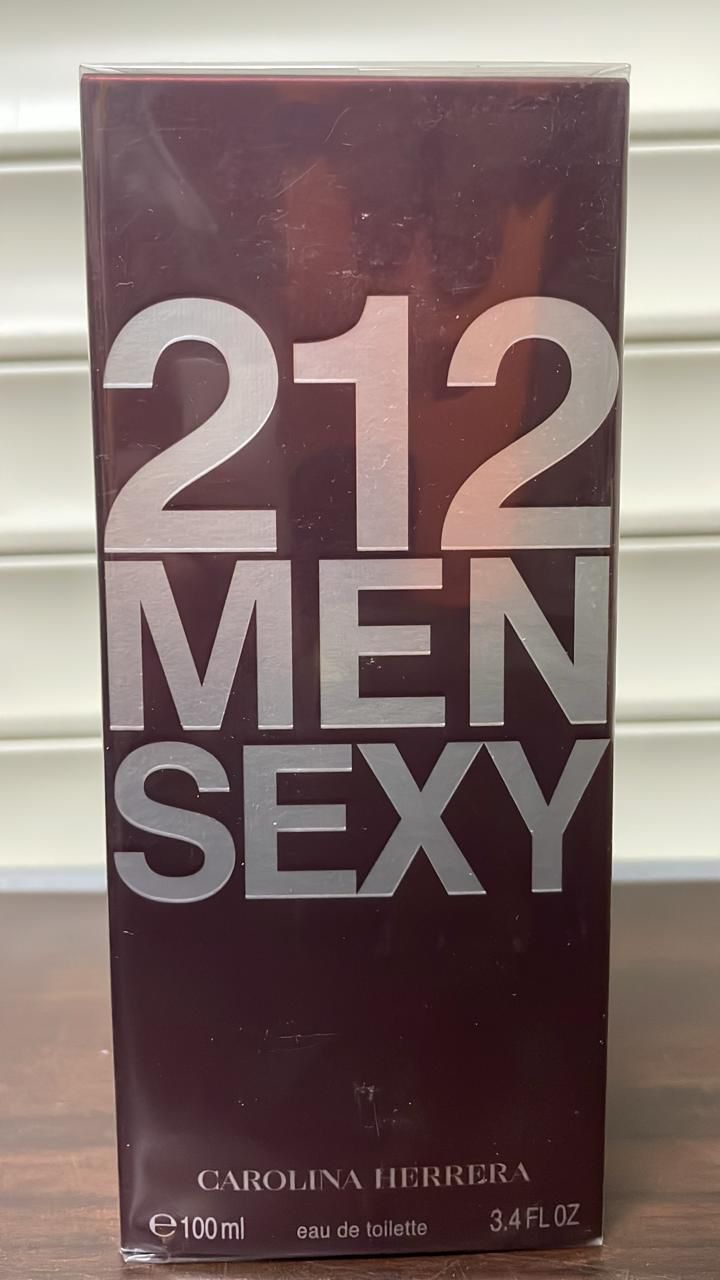 212
MEN
SEXY
CAROLINA HERRERA
℮100ml eau de toilette 3.4 FL OZ